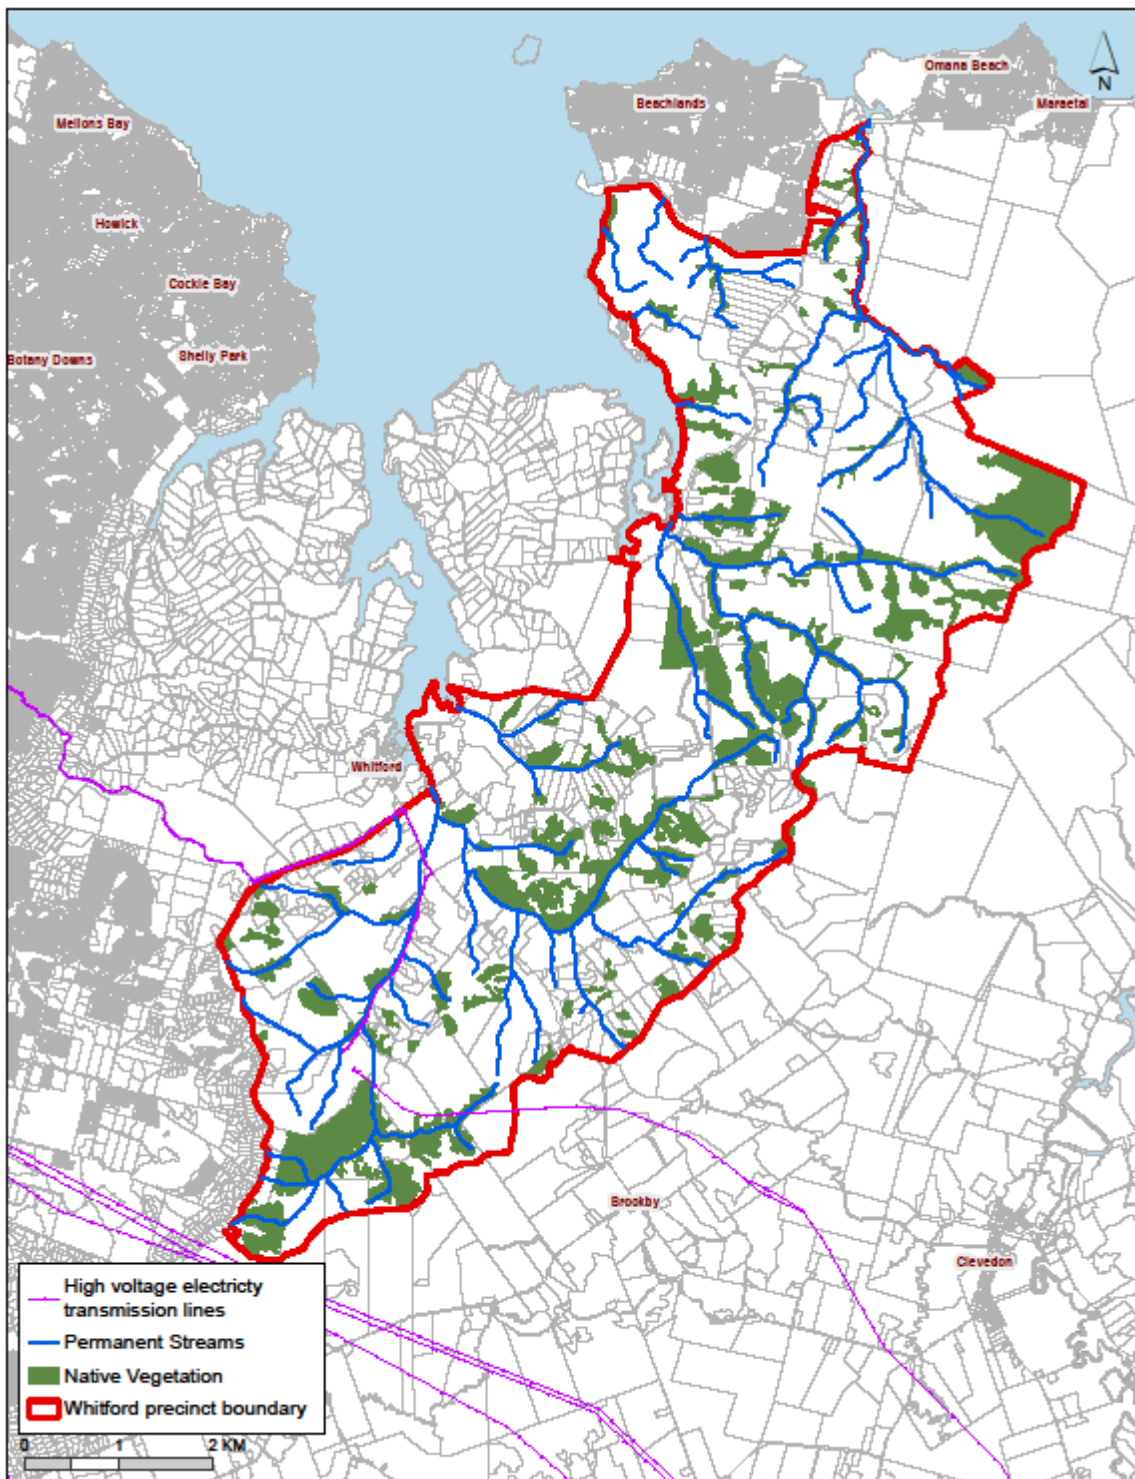 Omana Beach
Beachlands
Maraetai
N
Mellons Bay
Howick
Cockle Bay
Botany Downs
Shelly Park
Whitford
Brookby
Clevedon
High voltage electricty
transmission lines
Permanent Streams
Native Vegetation
Whitford precinct boundary
0 1 2 KM